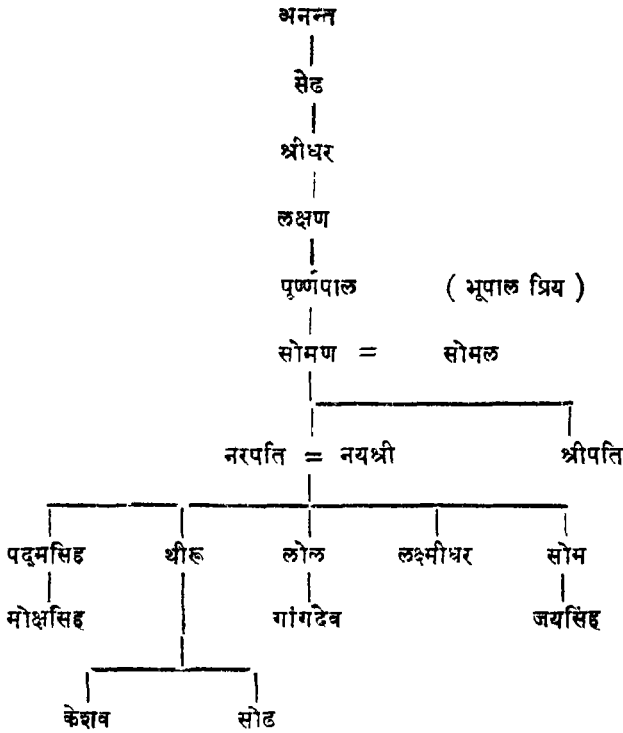 अनन्त
सेढ
श्रीधर
लक्षण
पूर्णपाल ( भूपाल प्रिय )
सोमण = सोमल
नरपति = नयश्री श्रीपति
पद्मसिह थीरू लोल लक्ष्मीधर सोम
मोक्षसिह गांगदेव जयसिंह
केशव सोढ